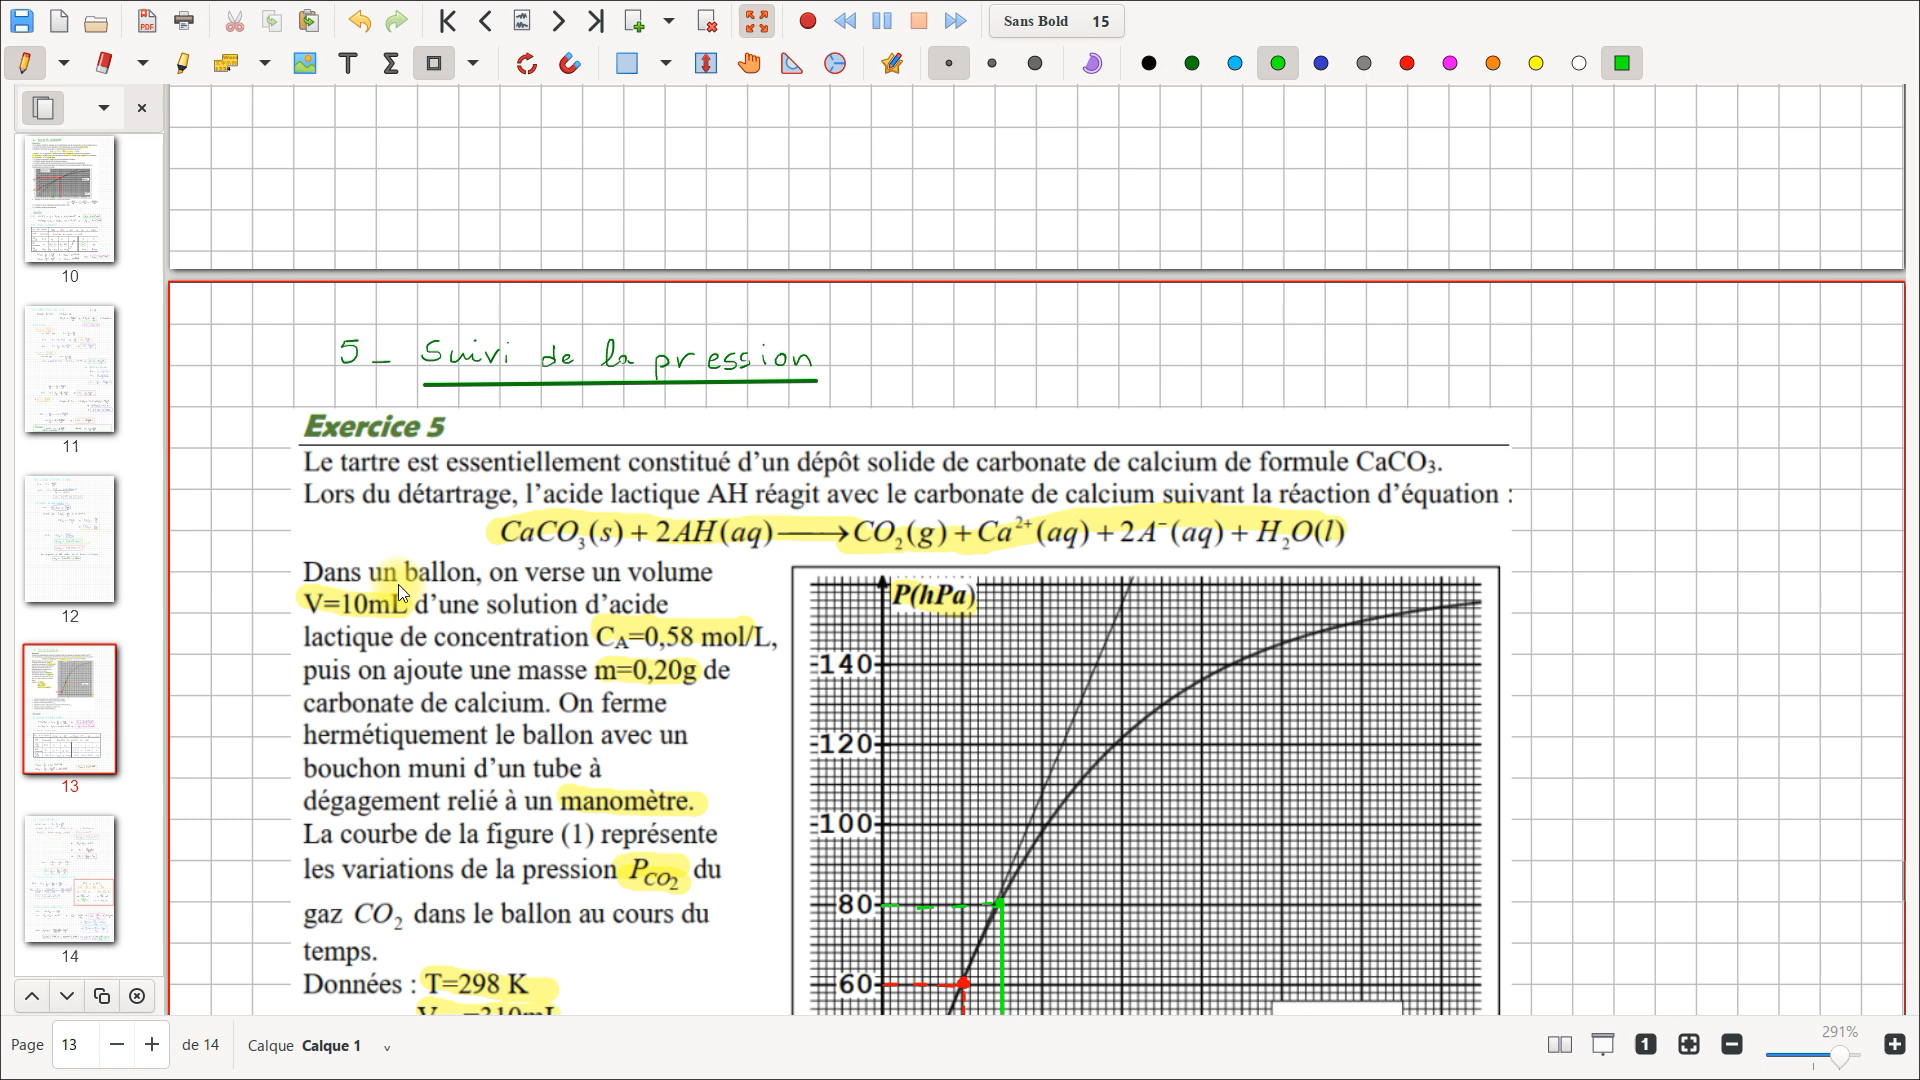 Sans Bold 15
5 - Suivi de la pression
Exercice 5
Le tartre est essentiellement constitué d'un dépôt solide de carbonate de calcium de formule CaCO₃.
Lors du détartrage, l'acide lactique AH réagit avec le carbonate de calcium suivant la réaction d'équation :
CaCO₃(s) + 2AH(aq) ⟶ CO₂(g) + Ca²⁺(aq) + 2A⁻(aq) + H₂O(l)
Dans un ballon, on verse un volume
V=10mL d'une solution d'acide
lactique de concentration C_A=0,58 mol/L,
puis on ajoute une masse m=0,20g de
carbonate de calcium. On ferme
hermétiquement le ballon avec un
bouchon muni d'un tube à
dégagement relié à un manomètre.
La courbe de la figure (1) représente
les variations de la pression P_CO₂ du
gaz CO₂ dans le ballon au cours du
temps.
Données : T=298 K
P(hPa)
140
120
100
80
60
10
11
12
13
14
Page 13 de 14 Calque Calque 1
291%